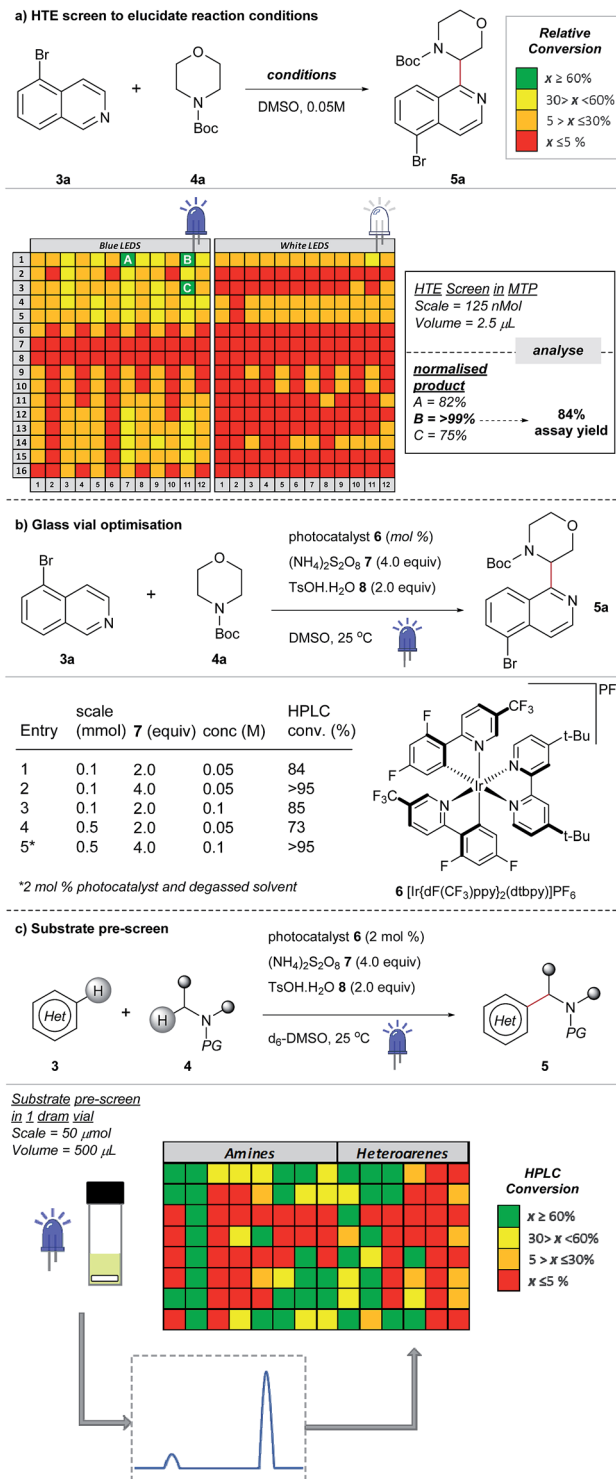 a) HTE screen to elucidate reaction conditions
Br
N
3a
+
O
N
Boc
4a
conditions
DMSO, 0.05M
O
N
Boc
N
Br
5a
Relative
Conversion
x ≥ 60%
30> x <60%
5 > x ≤30%
x ≤5 %
Blue LEDS
White LEDS
A
B
C
1
2
3
4
5
6
7
8
9
10
11
12
13
14
15
16
1 2 3 4 5 6 7 8 9 10 11 12
1 2 3 4 5 6 7 8 9 10 11 12
HTE Screen in MTP
Scale = 125 nMol
Volume = 2.5 μL
analyse
normalised
product
A = 82%
B = >99%
C = 75%
84%
assay yield
b) Glass vial optimisation
Br
N
3a
+
O
N
Boc
4a
photocatalyst 6 (mol %)
(NH4)2S2O8 7 (4.0 equiv)
TsOH.H2O 8 (2.0 equiv)
DMSO, 25 °C
O
N
Boc
N
Br
5a
Entry scale (mmol) 7 (equiv) conc (M) HPLC conv. (%)
1 0.1 2.0 0.05 84
2 0.1 4.0 0.05 >95
3 0.1 2.0 0.1 85
4 0.5 2.0 0.05 73
5* 0.5 4.0 0.1 >95
*2 mol % photocatalyst and degassed solvent
PF
CF3
F
F
N
t-Bu
N
Ir
CF3
N
N
t-Bu
F
F
6 [Ir{dF(CF3)ppy}2(dtbpy)]PF6
c) Substrate pre-screen
photocatalyst 6 (2 mol %)
(NH4)2S2O8 7 (4.0 equiv)
TsOH.H2O 8 (2.0 equiv)
d6-DMSO, 25 °C
H
Het
3
+
H
N
PG
4
Het
N
PG
5
Substrate pre-screen
in 1 dram vial
Scale = 50 μmol
Volume = 500 μL
Amines
Heteroarenes
HPLC
Conversion
x ≥ 60%
30> x <60%
5 > x ≤30%
x ≤5 %